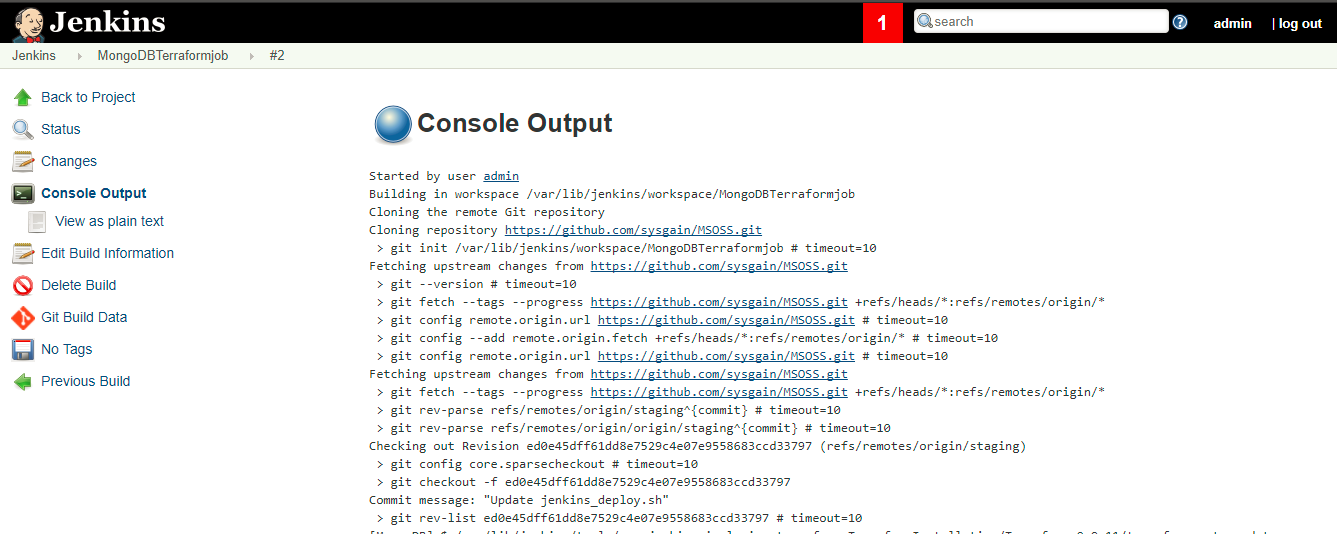 Jenkins
1
search
admin
| log out
Jenkins
MongoDBTerraformjob
#2
Back to Project
Status
Changes
Console Output
View as plain text
Edit Build Information
Delete Build
Git Build Data
No Tags
Previous Build
Console Output
Started by user admin
Building in workspace /var/lib/jenkins/workspace/MongoDBTerraformjob
Cloning the remote Git repository
Cloning repository https://github.com/sysgain/MSOSS.git
> git init /var/lib/jenkins/workspace/MongoDBTerraformjob # timeout=10
Fetching upstream changes from https://github.com/sysgain/MSOSS.git
> git --version # timeout=10
> git fetch --tags --progress https://github.com/sysgain/MSOSS.git +refs/heads/*:refs/remotes/origin/*
> git config remote.origin.url https://github.com/sysgain/MSOSS.git # timeout=10
> git config --add remote.origin.fetch +refs/heads/*:refs/remotes/origin/* # timeout=10
> git config remote.origin.url https://github.com/sysgain/MSOSS.git # timeout=10
Fetching upstream changes from https://github.com/sysgain/MSOSS.git
> git fetch --tags --progress https://github.com/sysgain/MSOSS.git +refs/heads/*:refs/remotes/origin/*
> git rev-parse refs/remotes/origin/staging^{commit} # timeout=10
> git rev-parse refs/remotes/origin/origin/staging^{commit} # timeout=10
Checking out Revision ed0e45dff61dd8e7529c4e07e9558683ccd33797 (refs/remotes/origin/staging)
> git config core.sparsecheckout # timeout=10
> git checkout -f ed0e45dff61dd8e7529c4e07e9558683ccd33797
Commit message: "Update jenkins_deploy.sh"
> git rev-list ed0e45dff61dd8e7529c4e07e9558683ccd33797 # timeout=10